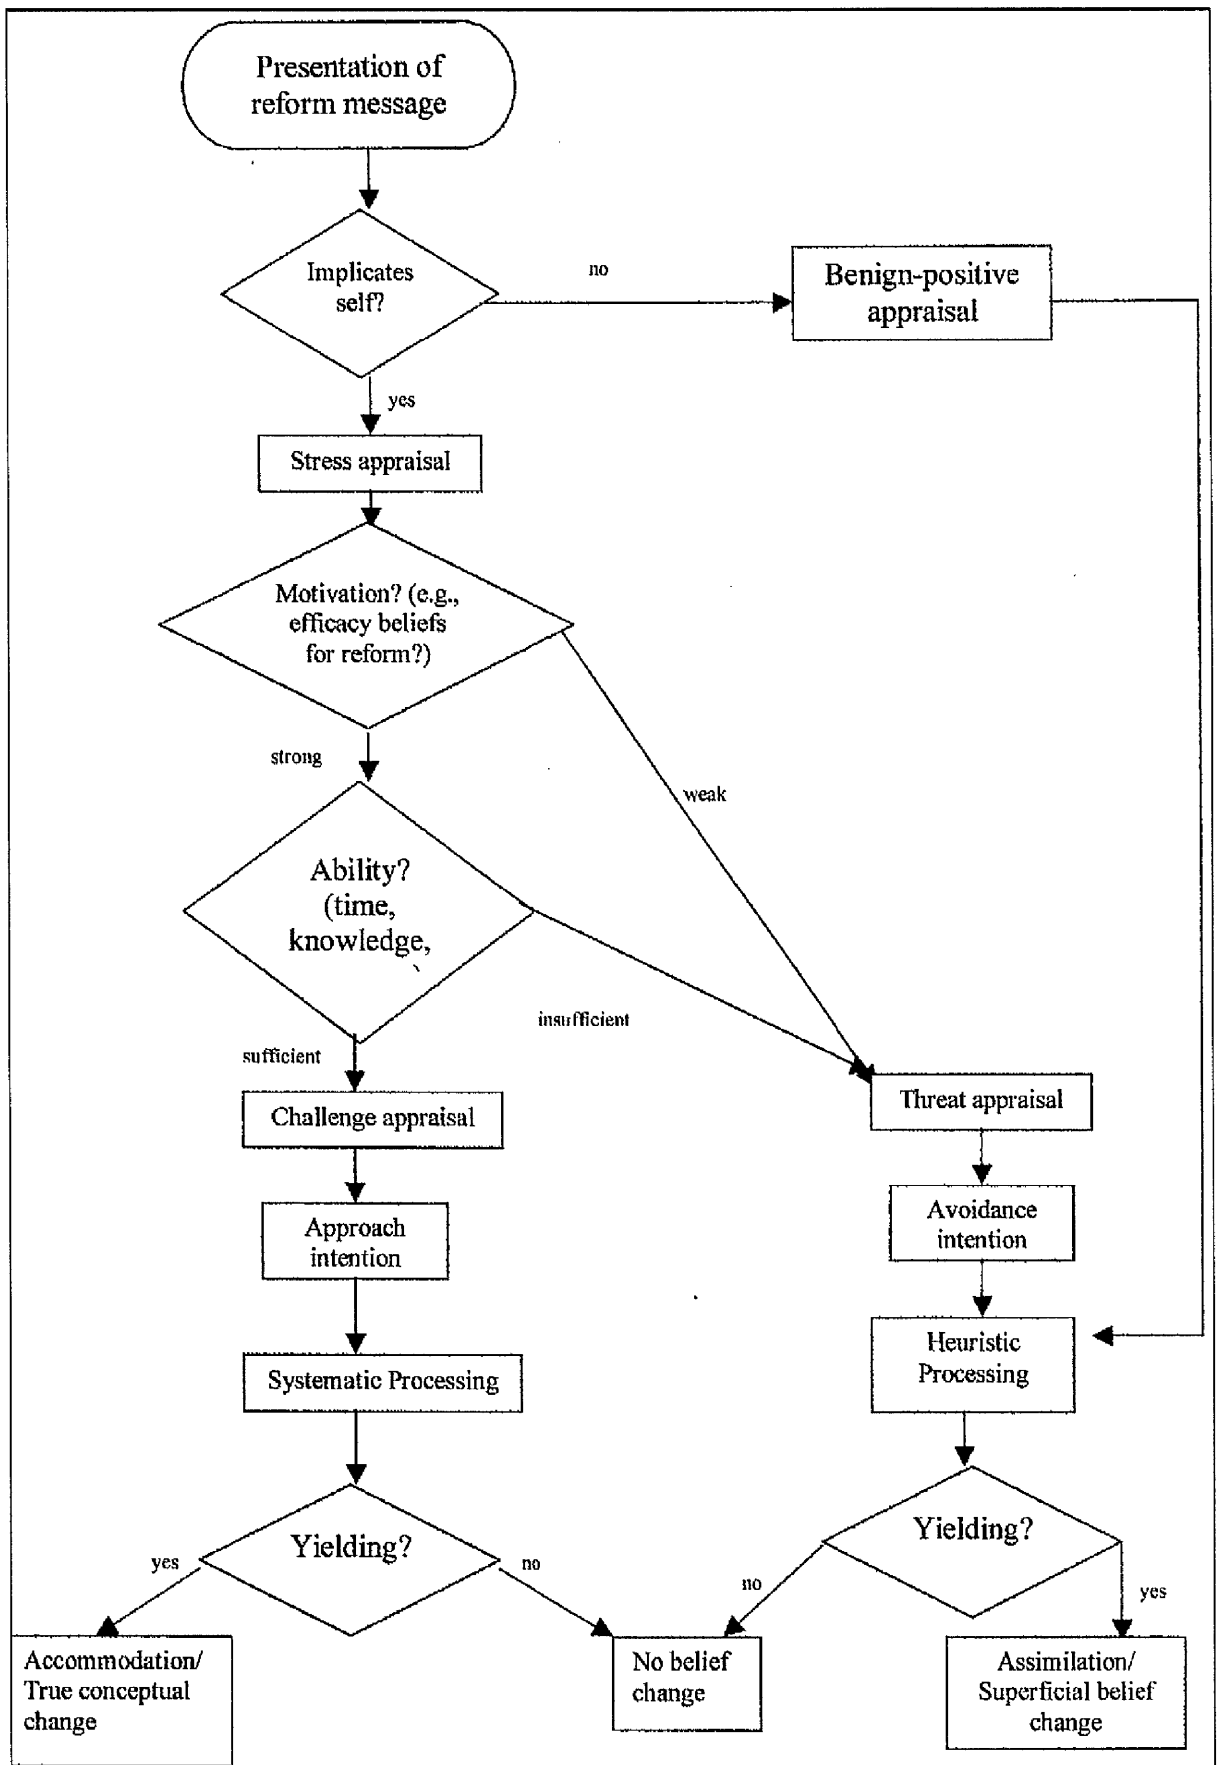 Presentation of
reform message
Implicates
self?
no
Benign-positive
appraisal
yes
Stress appraisal
Motivation? (e.g.,
efficacy beliefs
for reform?)
strong
weak
Ability?
(time,
knowledge,
insufficient
sufficient
Challenge appraisal
Threat appraisal
Approach
intention
Avoidance
intention
Systematic Processing
Heuristic
Processing
Yielding?
yes
no
Yielding?
no
yes
Accommodation/
True conceptual
change
No belief
change
Assimilation/
Superficial belief
change